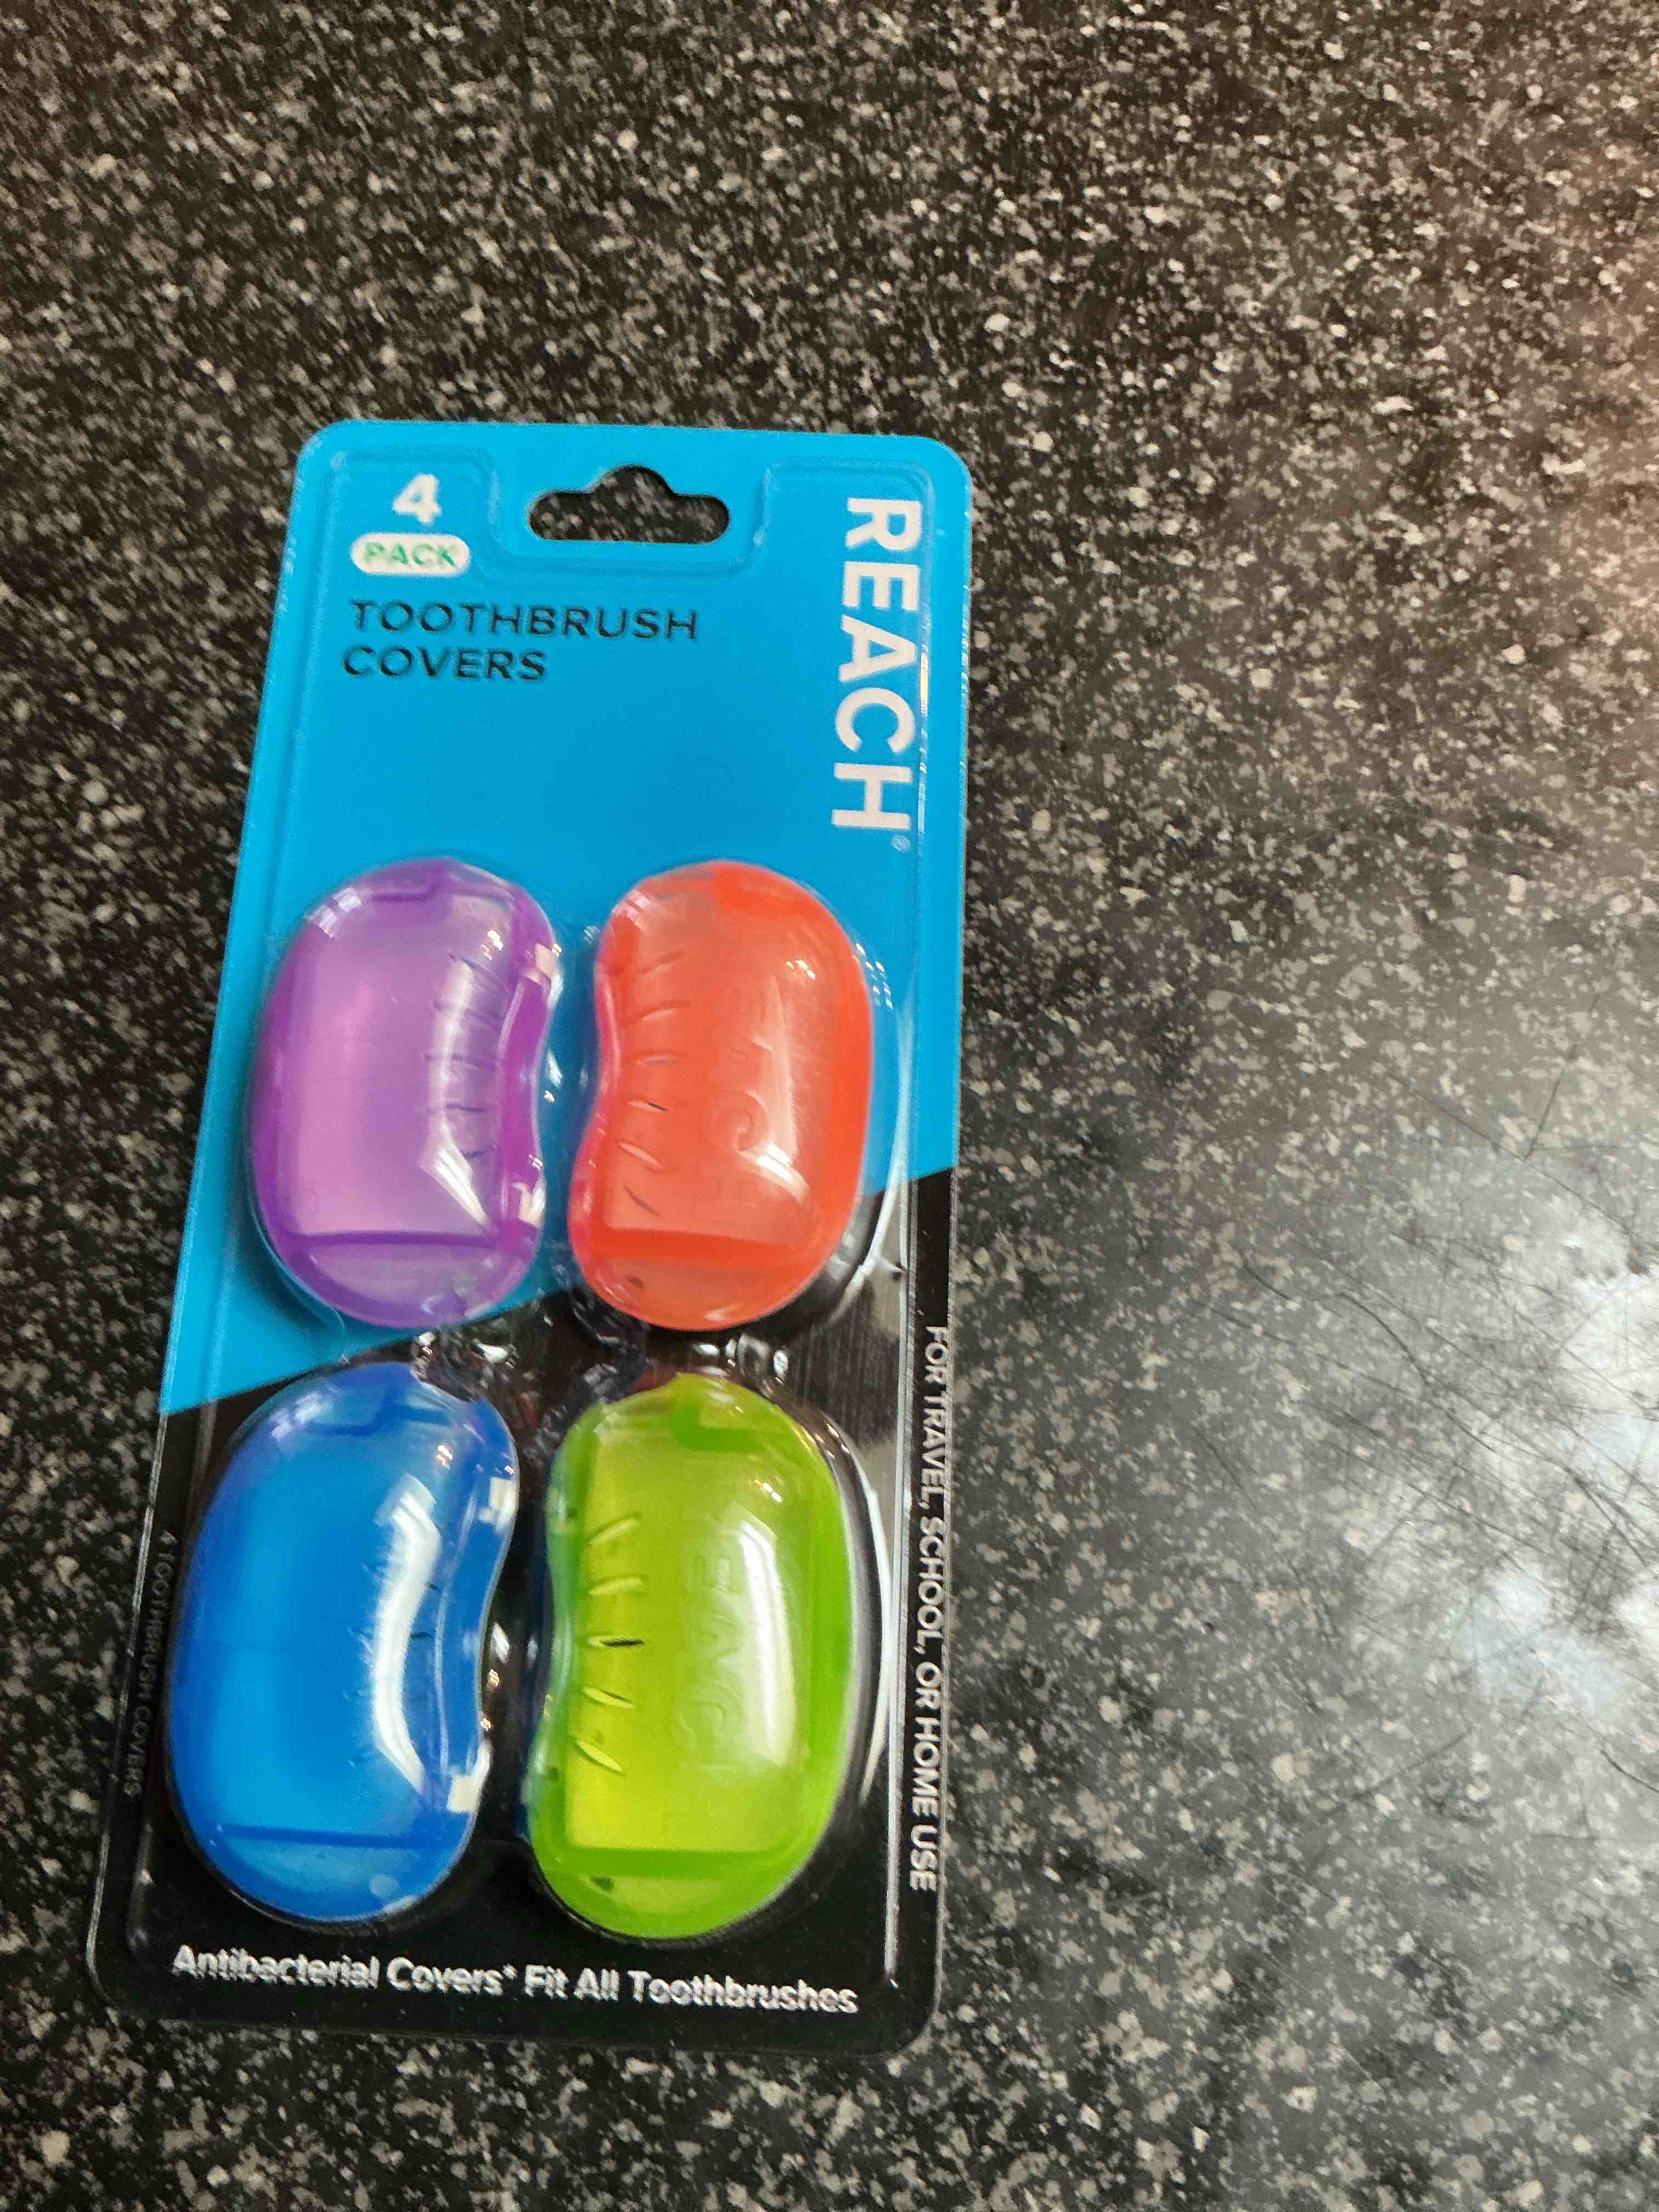 4
PACK
TOOTHBRUSH
COVERS
REACH®
REACH
FOR TRAVEL, SCHOOL, OR HOME USE
4 TOOTHBRUSH COVERS
Antibacterial Covers* Fit All Toothbrushes